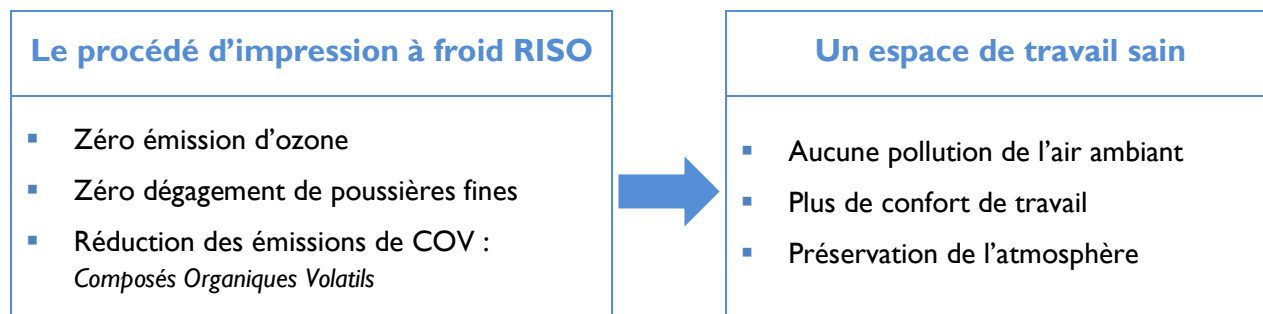 Le procédé d’impression à froid RISO
▪ Zéro émission d’ozone
▪ Zéro dégagement de poussières fines
▪ Réduction des émissions de COV :
Composés Organiques Volatils
Un espace de travail sain
▪ Aucune pollution de l’air ambiant
▪ Plus de confort de travail
▪ Préservation de l’atmosphère